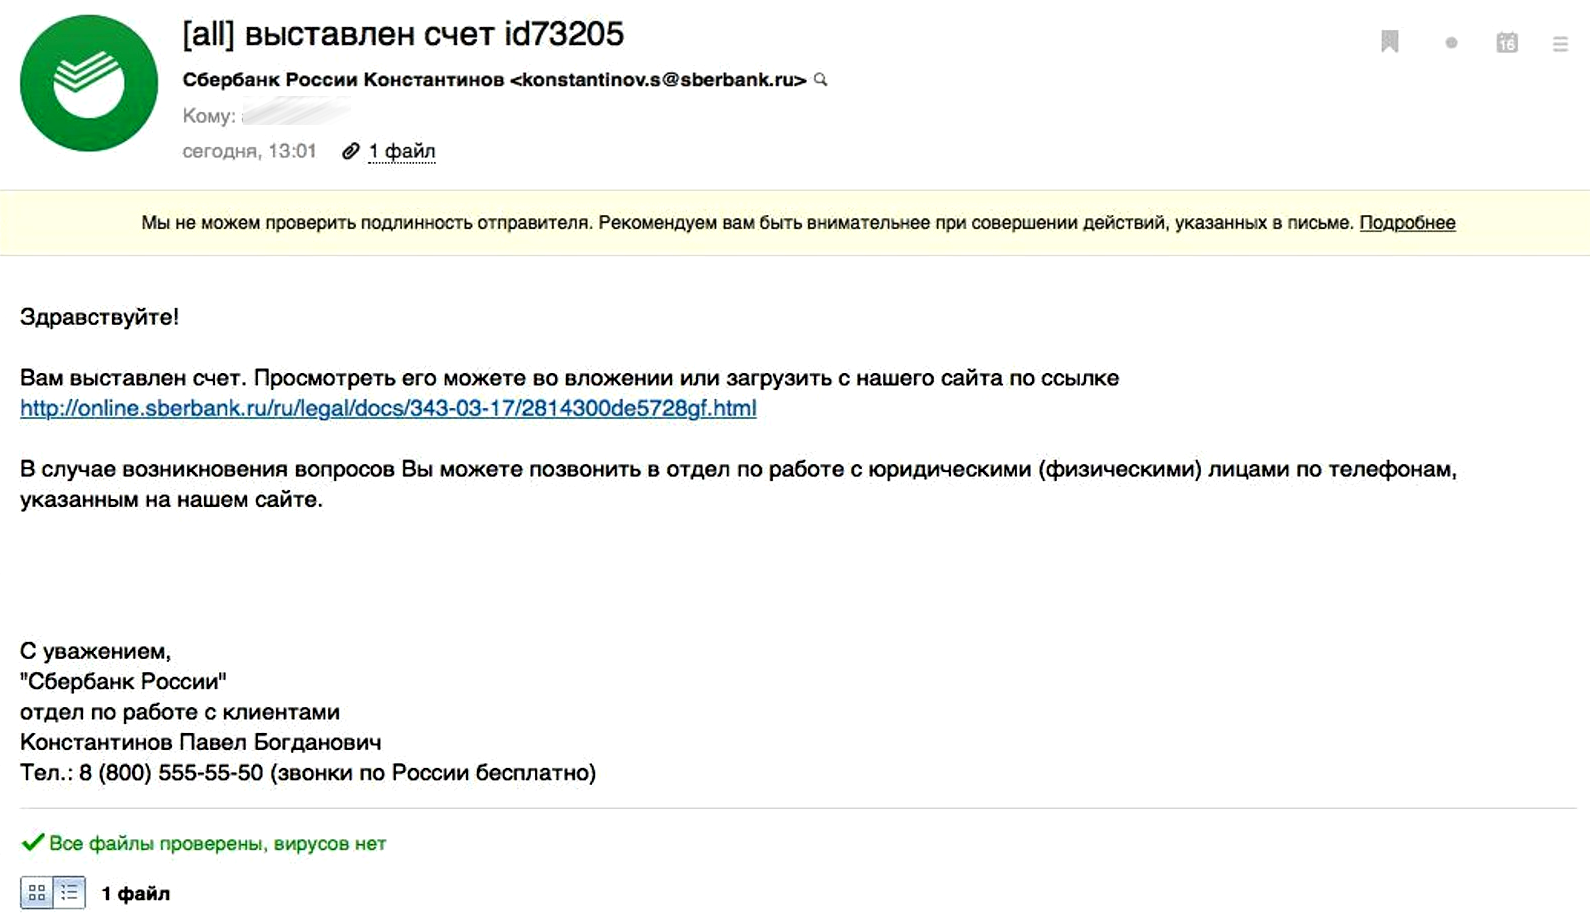 [all] выставлен счет id73205
Сбербанк России Константинов <konstantinov.s@sberbank.ru>
Кому:
сегодня, 13:01 1 файл
16
Мы не можем проверить подлинность отправителя. Рекомендуем вам быть внимательнее при совершении действий, указанных в письме. Подробнее
Здравствуйте!
Вам выставлен счет. Просмотреть его можете во вложении или загрузить с нашего сайта по ссылке
http://online.sberbank.ru/ru/legal/docs/343-03-17/2814300de5728gf.html
В случае возникновения вопросов Вы можете позвонить в отдел по работе с юридическими (физическими) лицами по телефонам,
указанным на нашем сайте.
С уважением,
"Сбербанк России"
отдел по работе с клиентами
Константинов Павел Богданович
Тел.: 8 (800) 555-55-50 (звонки по России бесплатно)
Все файлы проверены, вирусов нет
1 файл